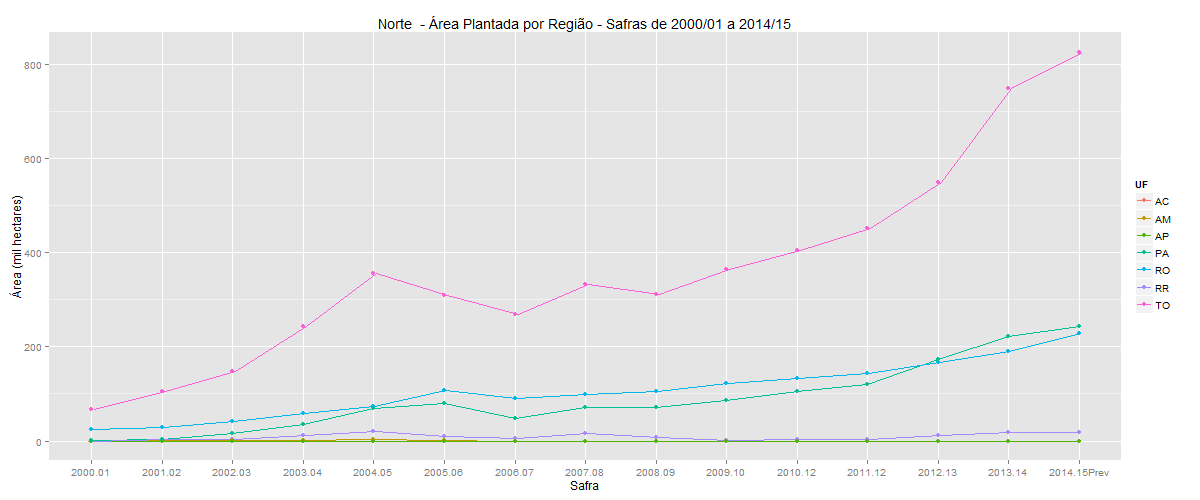 Norte - Área Plantada por Região - Safras de 2000/01 a 2014/15
Área (mil hectares)
800
600
400
200
0
2000.01 2001.02 2002.03 2003.04 2004.05 2005.06 2006.07 2007.08 2008.09 2009.10 2010.12 2011.12 2012.13 2013.14 2014.15Prev
Safra
UF
AC
AM
AP
PA
RO
RR
TO